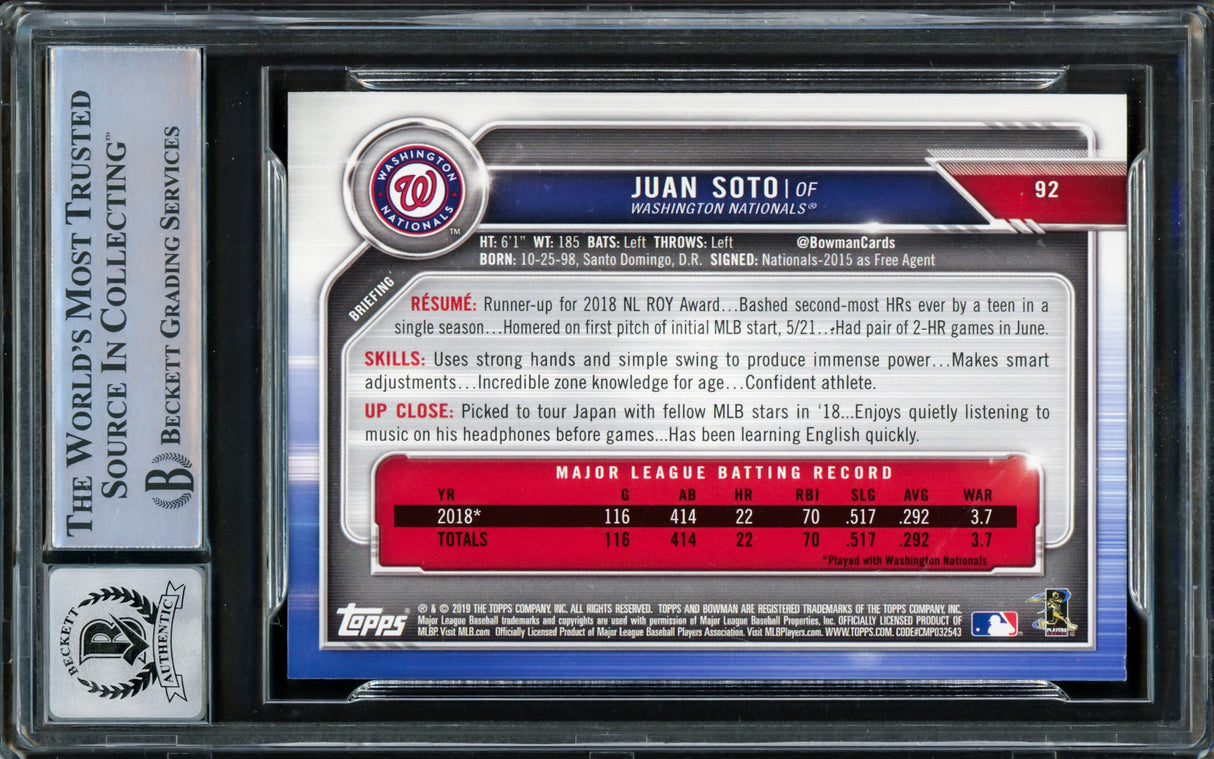 THE WORLD'S MOST TRUSTED
SOURCE IN COLLECTING™
BECKETT GRADING SERVICES
B
BECKETT
B
AUTHENTIC
WASHINGTON
W
NATIONALS
TM
JUAN SOTO | OF
WASHINGTON NATIONALS®
92
HT: 6'1" WT: 185 BATS: Left THROWS: Left @BowmanCards
BORN: 10-25-98, Santo Domingo, D.R. SIGNED: Nationals-2015 as Free Agent
BRIEFING
RÉSUMÉ: Runner-up for 2018 NL ROY Award...Bashed second-most HRs ever by a teen in a
single season...Homered on first pitch of initial MLB start, 5/21...Had pair of 2-HR games in June.
SKILLS: Uses strong hands and simple swing to produce immense power...Makes smart
adjustments...Incredible zone knowledge for age...Confident athlete.
UP CLOSE: Picked to tour Japan with fellow MLB stars in '18...Enjoys quietly listening to
music on his headphones before games...Has been learning English quickly.
MAJOR LEAGUE BATTING RECORD
YR G AB HR RBI SLG AVG WAR
2018* 116 414 22 70 .517 .292 3.7
TOTALS 116 414 22 70 .517 .292 3.7
*Played with Washington Nationals
Topps®
® & © 2019 THE TOPPS COMPANY, INC. ALL RIGHTS RESERVED. TOPPS AND BOWMAN ARE REGISTERED TRADEMARKS OF THE TOPPS COMPANY, INC.
Major League Baseball trademarks and copyrights are used with permission of Major League Baseball Properties, Inc. OFFICIALLY LICENSED PRODUCT OF
MLBP. Visit MLB.com Officially Licensed Product of Major League Baseball Players Association. Visit MLBPlayers.com. WWW.TOPPS.COM. CODE#CMP032543
PLAYERS